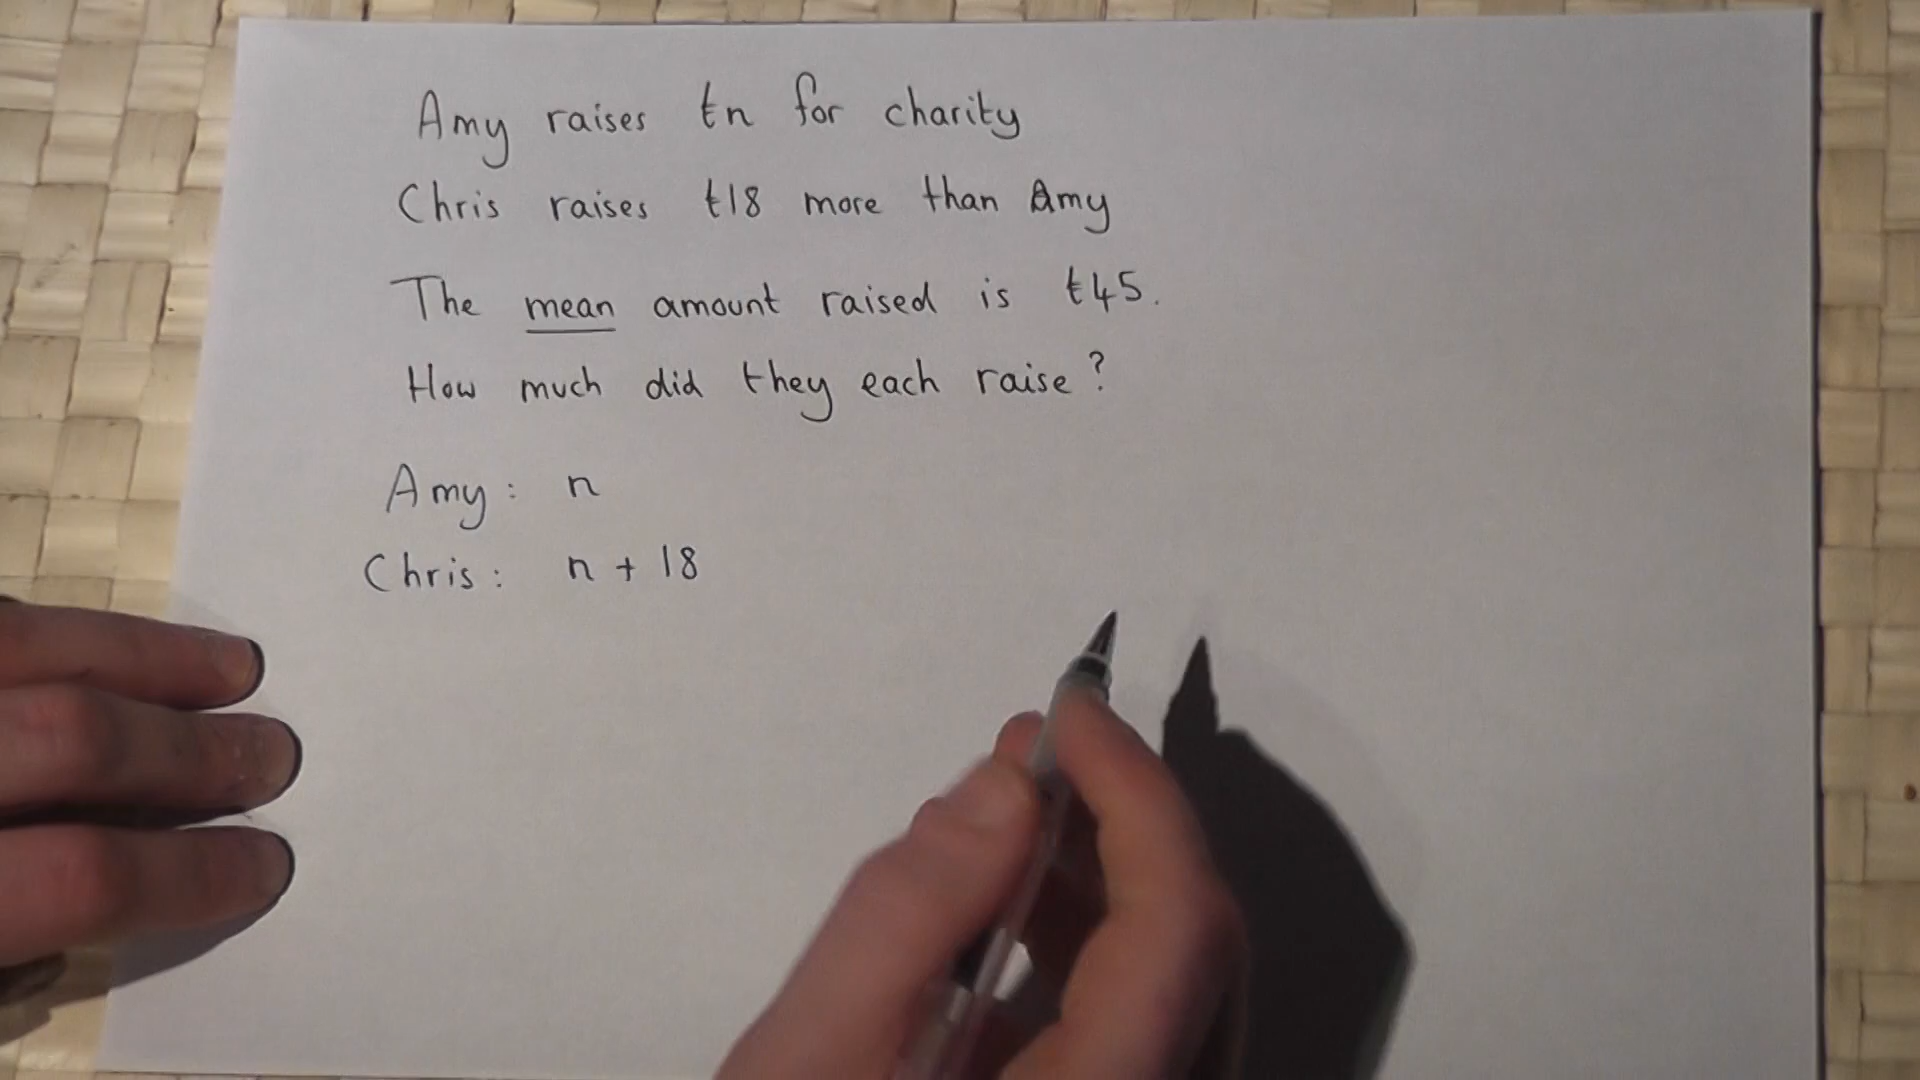 Amy raises £n for charity
Chris raises £18 more than Amy
The mean amount raised is £45.
How much did they each raise?
Amy: n
Chris: n + 18